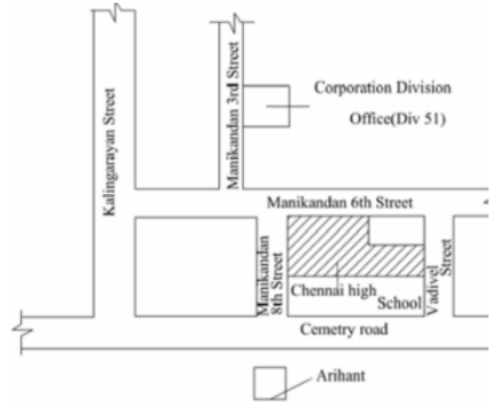 Kalingarayan Street
Manikandan 3rd Street
Corporation Division
Office(Div 51)
Manikandan 6th Street
Manikandan
8th Street
Chennai high
School
Vadivel
Street
Cemetry road
Arihant